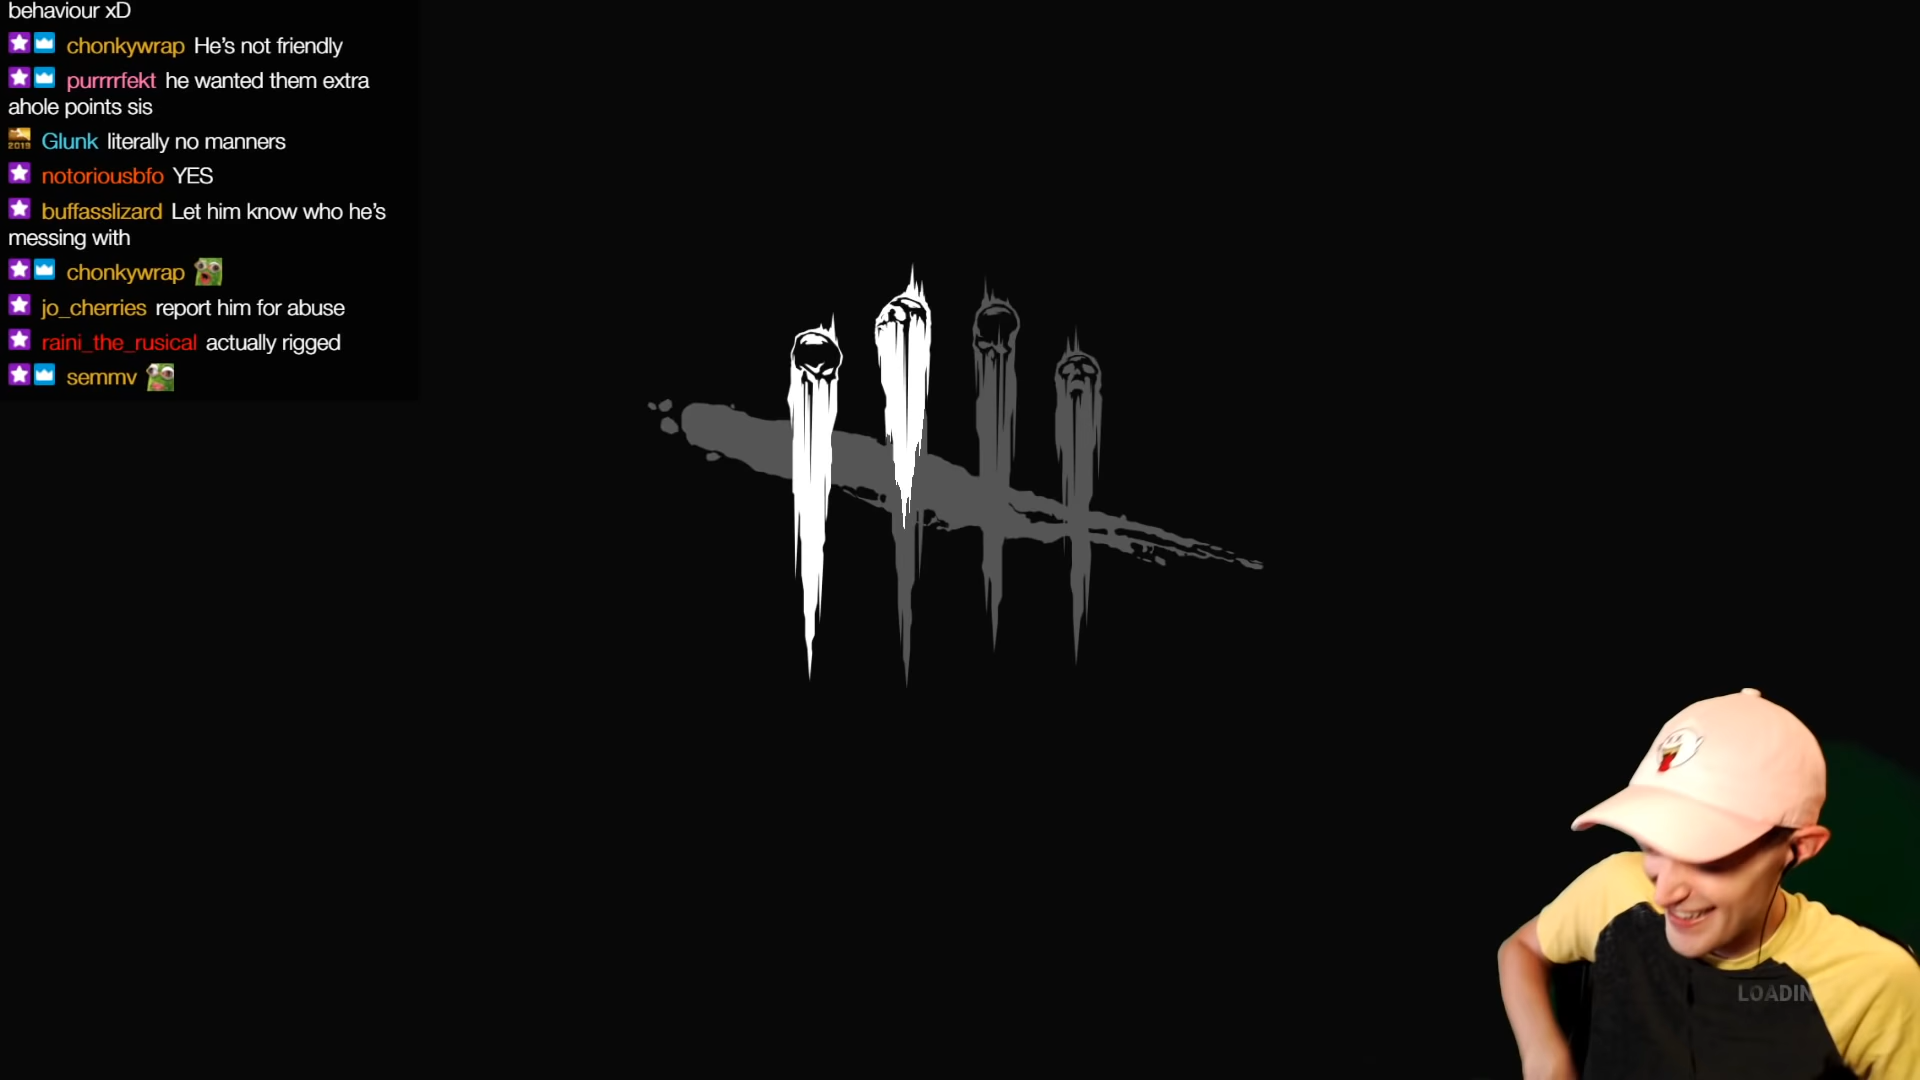 behaviour xD
chonkywrap He's not friendly
purrrrfekt he wanted them extra
ahole points sis
2019 Glunk literally no manners
notoriousbfo YES
buffasslizard Let him know who he's
messing with
chonkywrap
jo_cherries report him for abuse
raini_the_rusical actually rigged
semmv
LOADIN